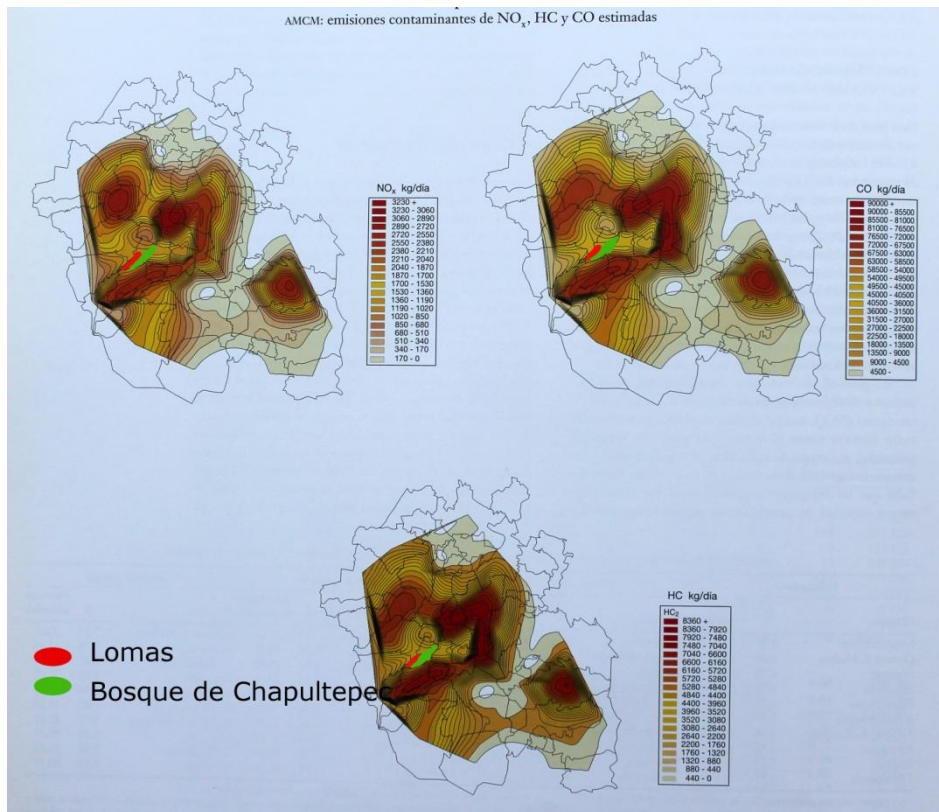 AMCM: emisiones contaminantes de NOx, HC y CO estimadas
NOx kg/día
3230 +
3230 - 3060
3060 - 2890
2890 - 2720
2720 - 2550
2550 - 2380
2380 - 2210
2210 - 2040
2040 - 1870
1870 - 1700
1700 - 1530
1530 - 1360
1360 - 1190
1190 - 1020
1020 - 850
850 - 680
680 - 510
510 - 340
340 - 170
170 - 0
CO kg/día
90000 +
90000 - 85500
85500 - 81000
81000 - 76500
76500 - 72000
72000 - 67500
67500 - 63000
63000 - 58500
58500 - 54000
54000 - 49500
49500 - 45000
45000 - 40500
40500 - 36000
36000 - 31500
31500 - 27000
27000 - 22500
22500 - 18000
18000 - 13500
13500 - 9000
9000 - 4500
4500 -
HC kg/día
HC2
8360 +
8360 - 7920
7920 - 7480
7480 - 7040
7040 - 6600
6600 - 6160
6160 - 5720
5720 - 5280
5280 - 4840
4840 - 4400
4400 - 3960
3960 - 3520
3520 - 3080
3080 - 2640
2640 - 2200
2200 - 1760
1760 - 1320
1320 - 880
880 - 440
440 - 0
Lomas
Bosque de Chapultepec